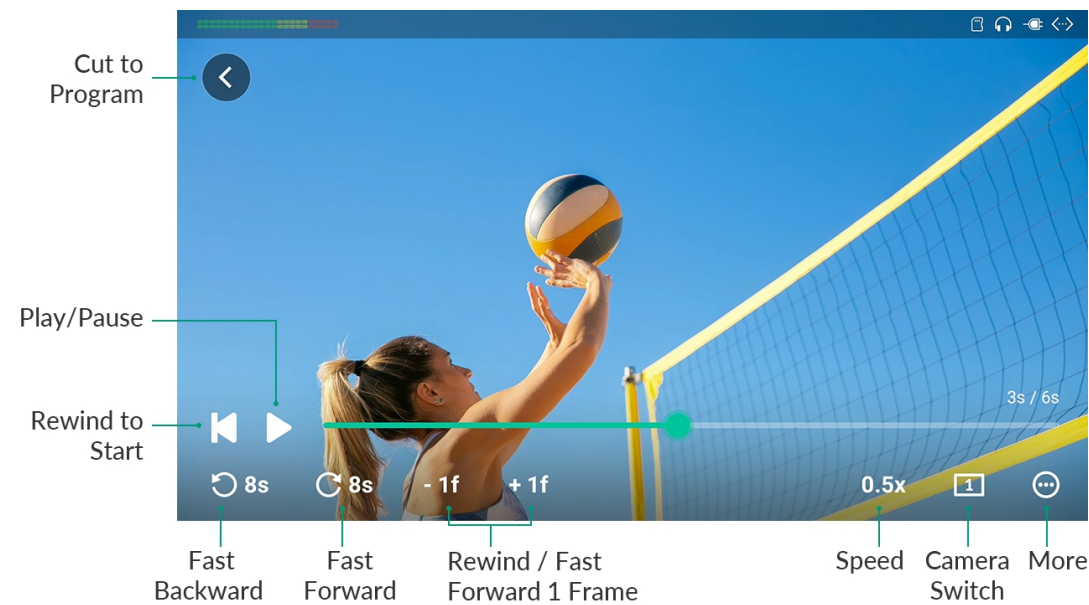 Cut to
Program
Play/Pause
3s / 6s
Rewind to
Start
8s
8s
- 1f
+ 1f
0.5x
1
Fast
Backward
Fast
Forward
Rewind / Fast
Forward 1 Frame
Speed
Camera
Switch
More